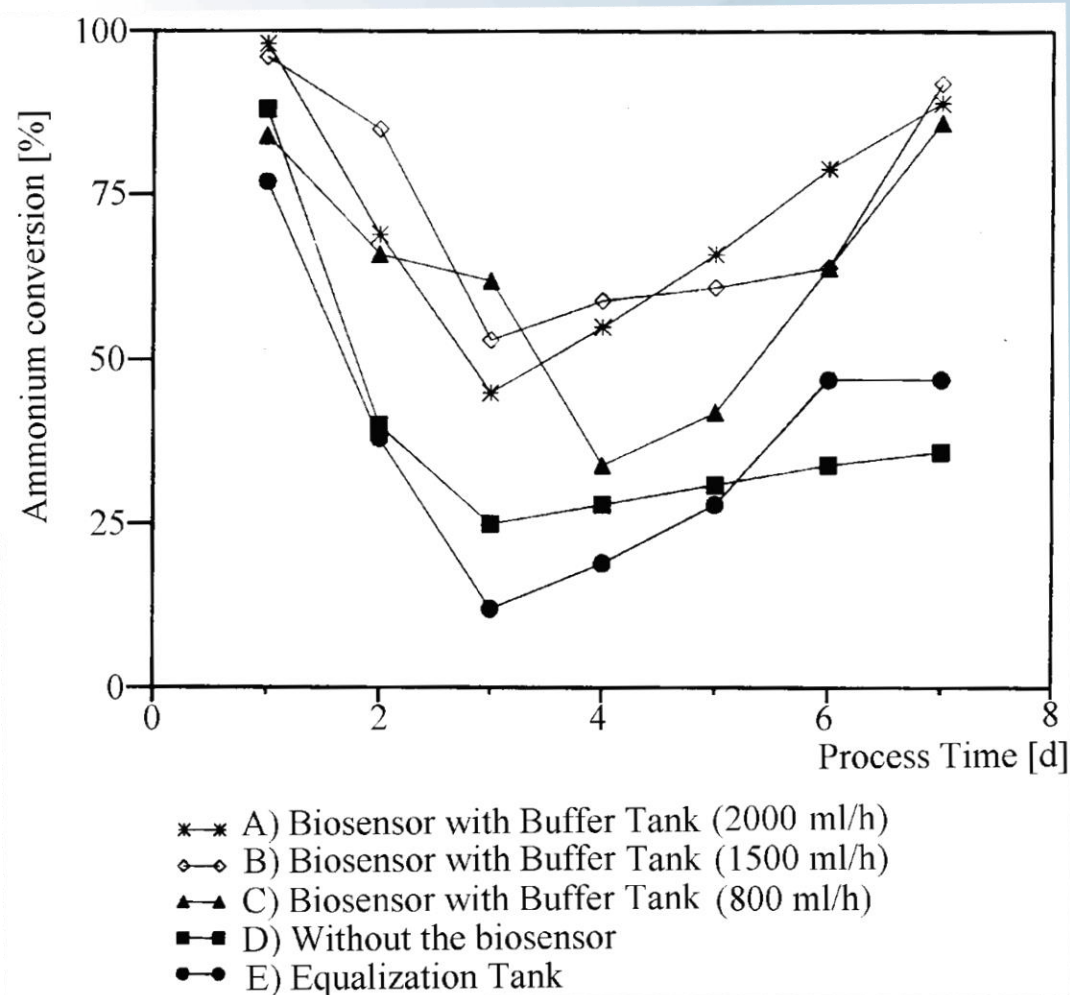 100
75
50
25
0
Ammonium conversion [%]
0 2 4 6 8
Process Time [d]
A) Biosensor with Buffer Tank (2000 ml/h)
B) Biosensor with Buffer Tank (1500 ml/h)
C) Biosensor with Buffer Tank (800 ml/h)
D) Without the biosensor
E) Equalization Tank